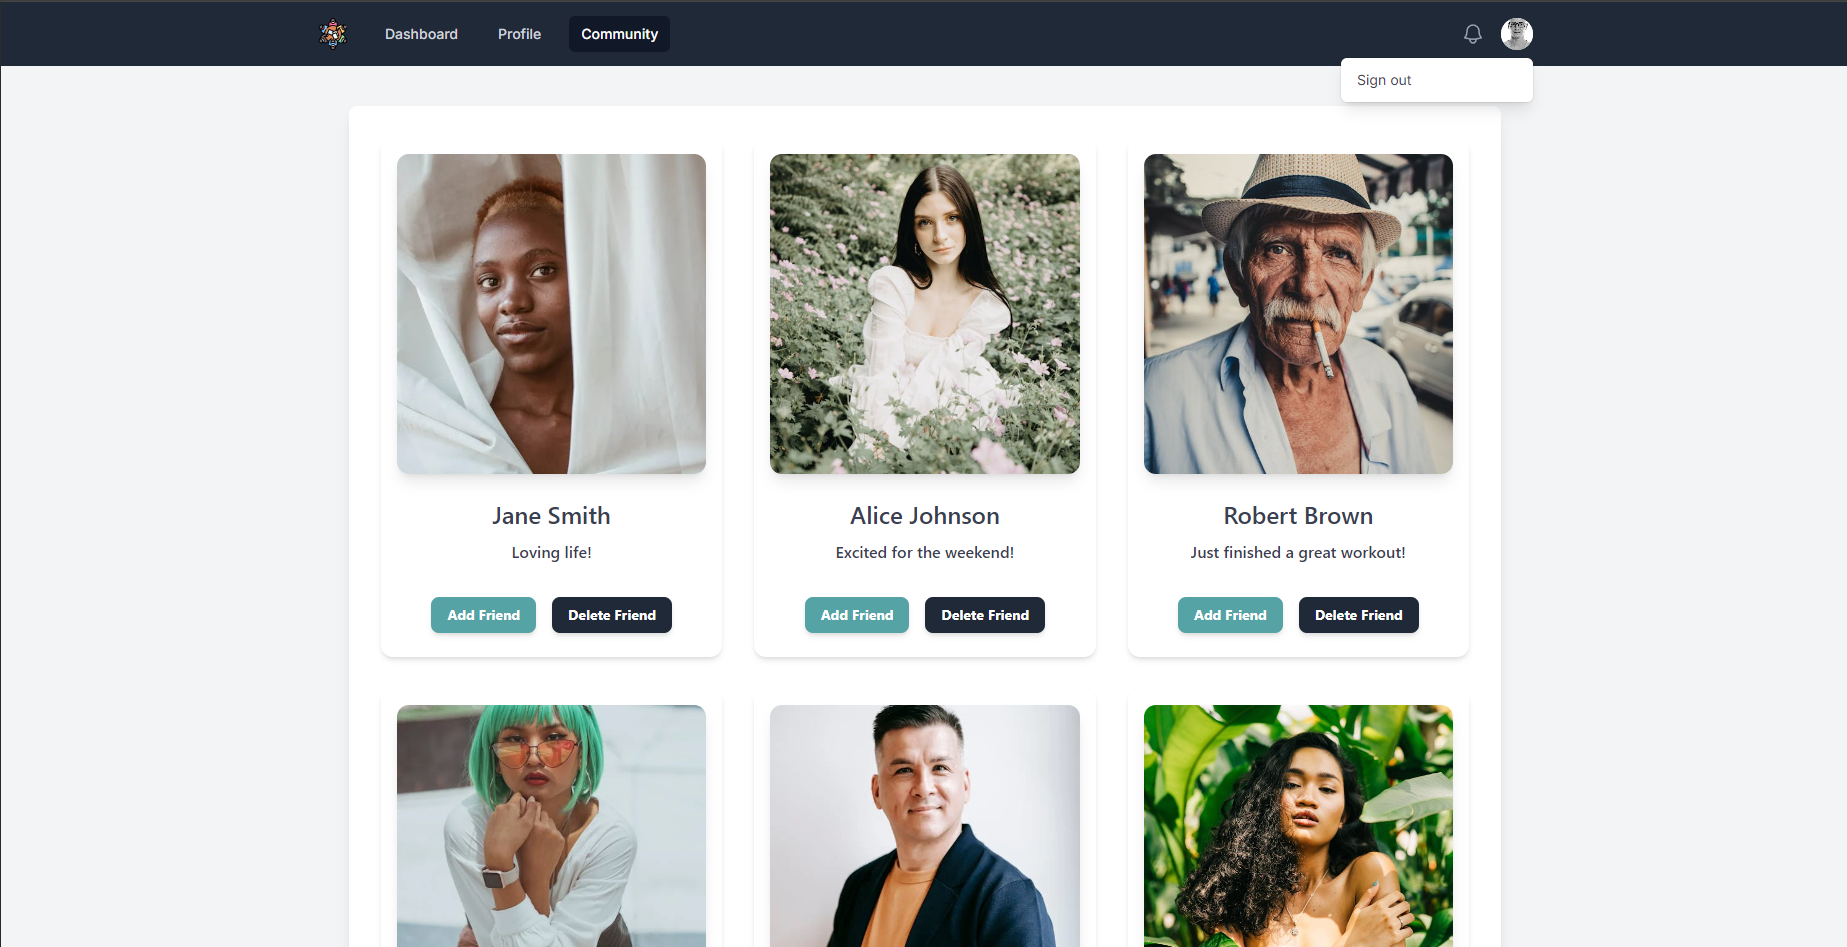 Dashboard Profile Community
Sign out
Jane Smith
Loving life!
Add Friend Delete Friend
Alice Johnson
Excited for the weekend!
Add Friend Delete Friend
Robert Brown
Just finished a great workout!
Add Friend Delete Friend